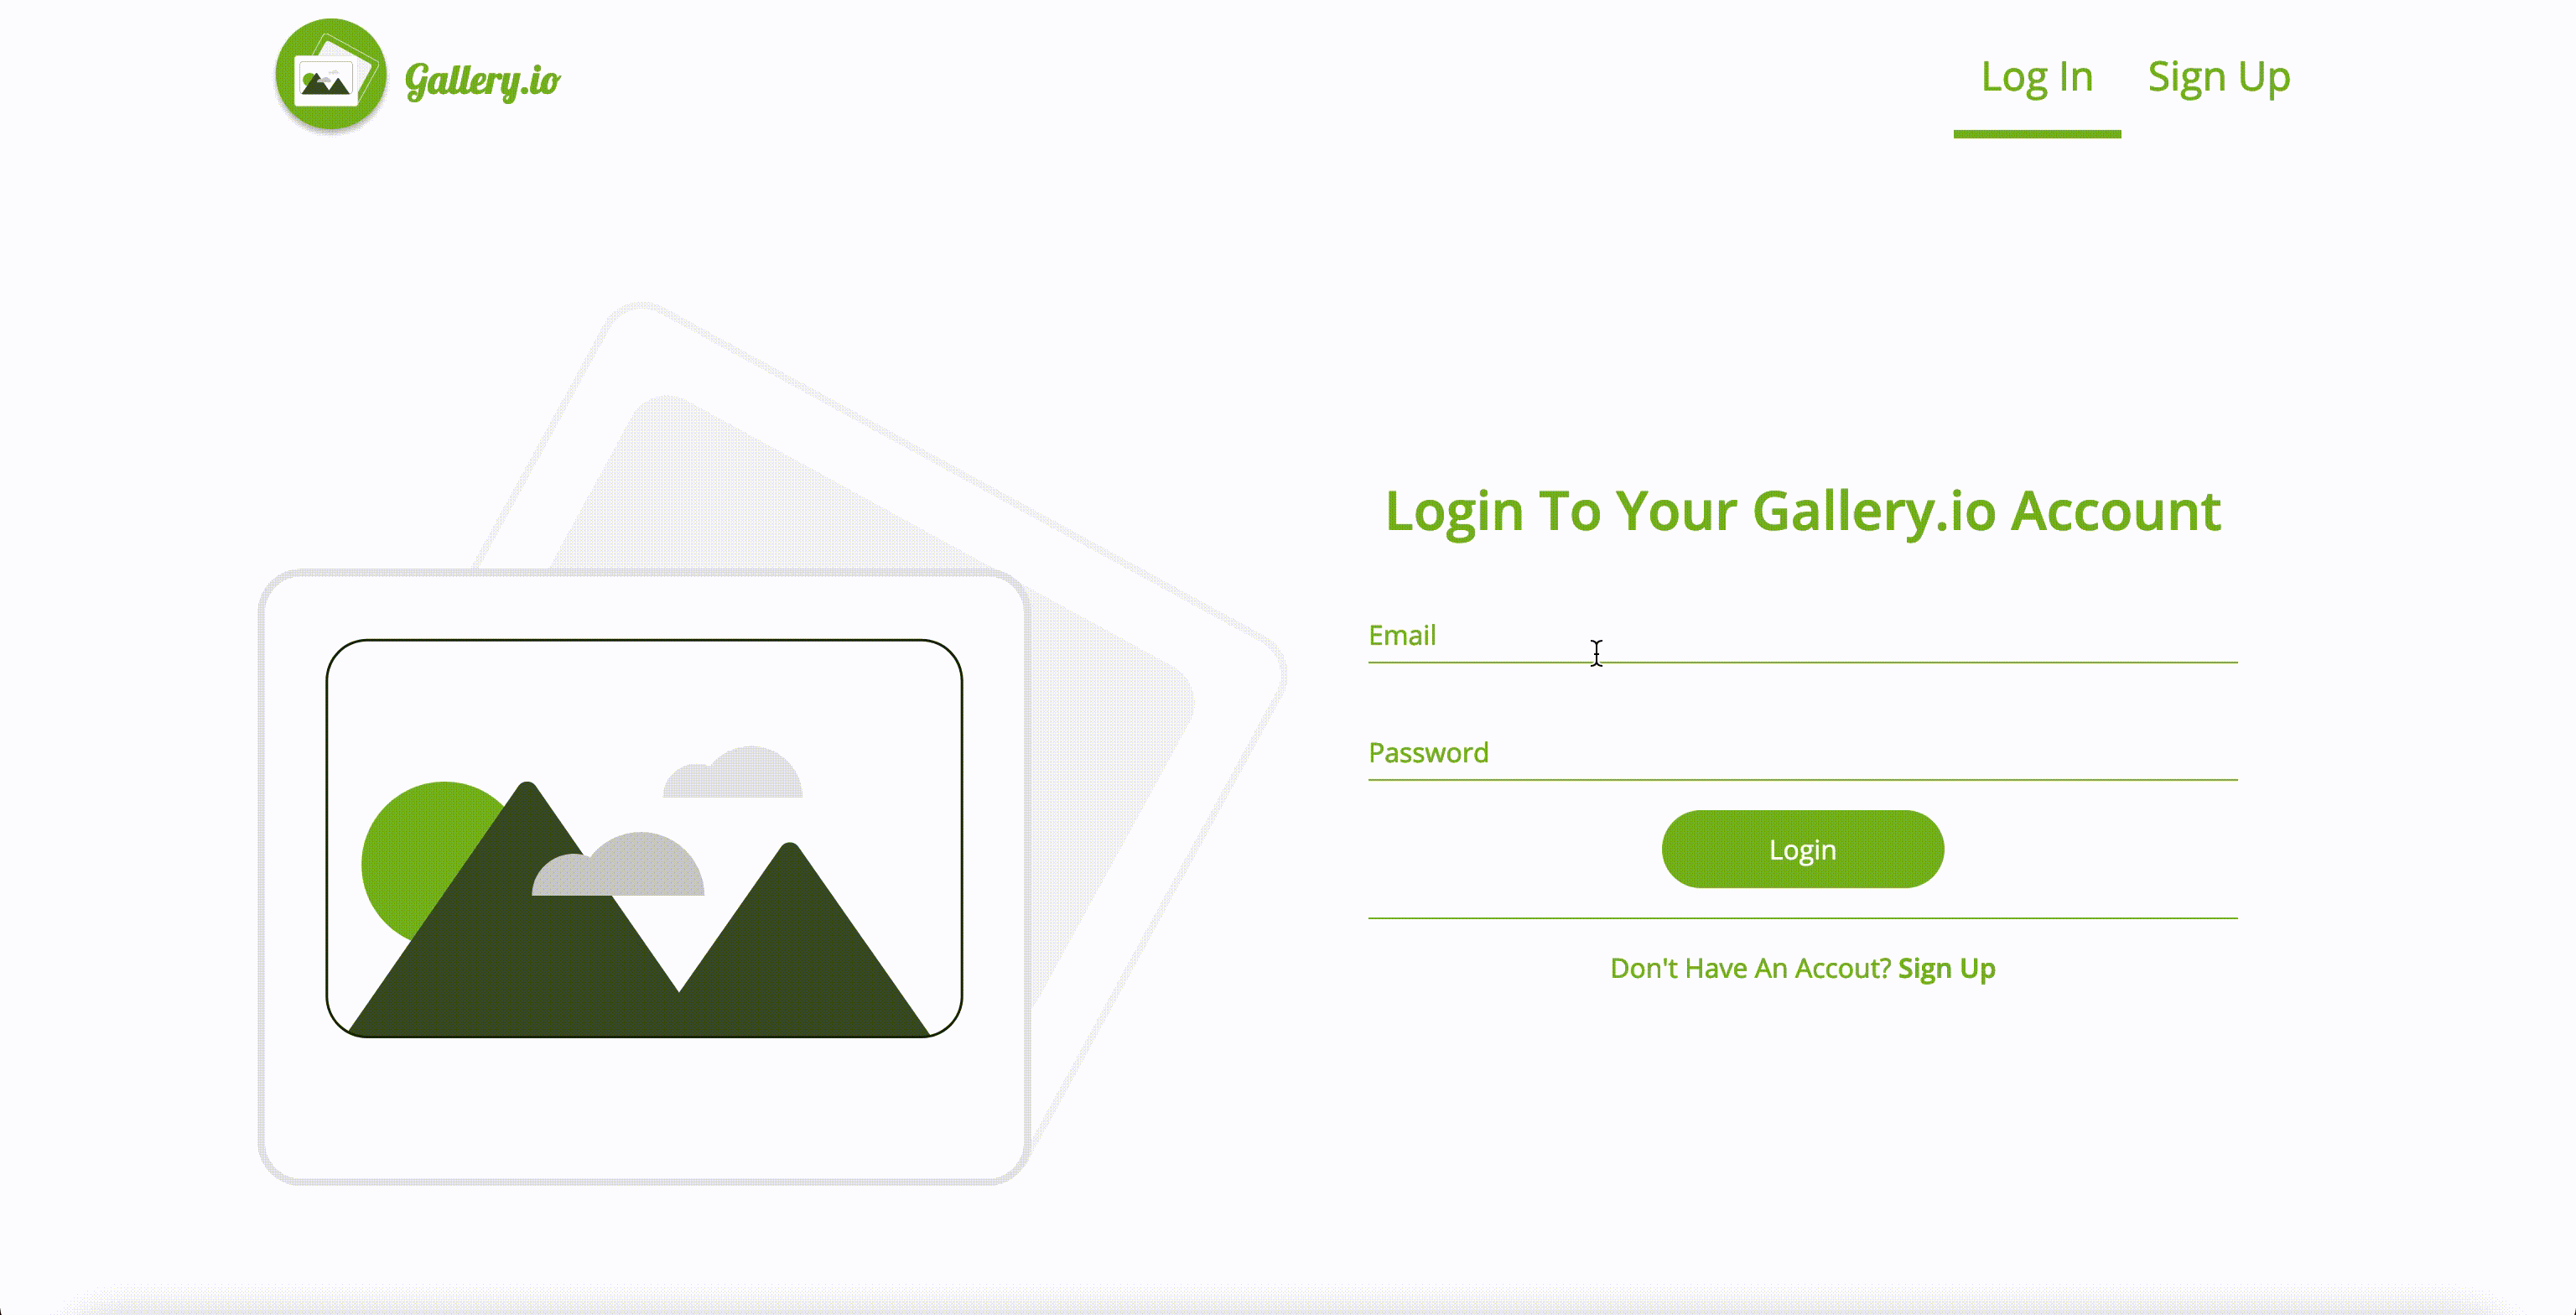 Gallery.io
Log In Sign Up
Login To Your Gallery.io Account
Email
Password
Login
Don't Have An Accout? Sign Up